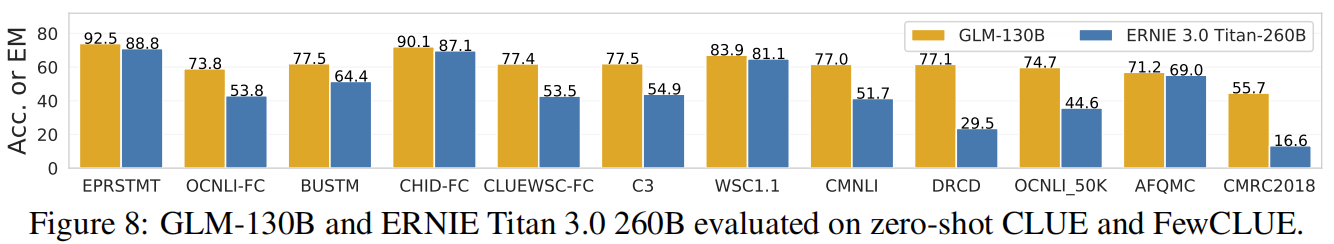 Acc. or EM
80
60
40
20
0
GLM-130B ERNIE 3.0 Titan-260B
92.5 88.8 73.8 53.8 77.5 64.4 90.1 87.1 77.4 53.5 77.5 54.9 83.9 81.1 77.0 51.7 77.1 29.5 74.7 44.6 71.2 69.0 55.7 16.6
EPRSTMT OCNLI-FC BUSTM CHID-FC CLUEWSC-FC C3 WSC1.1 CMNLI DRCD OCNLI_50K AFQMC CMRC2018
Figure 8: GLM-130B and ERNIE Titan 3.0 260B evaluated on zero-shot CLUE and FewCLUE.